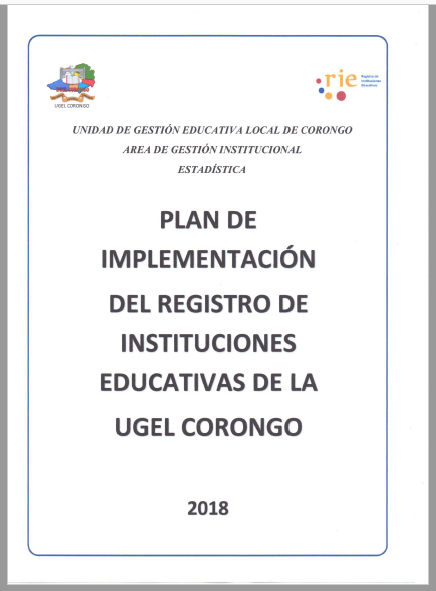 UGEL CORONGO
rie
Registro de
Instituciones
Educativas
UNIDAD DE GESTIÓN EDUCATIVA LOCAL DE CORONGO
AREA DE GESTIÓN INSTITUCIONAL
ESTADÍSTICA
PLAN DE
IMPLEMENTACIÓN
DEL REGISTRO DE
INSTITUCIONES
EDUCATIVAS DE LA
UGEL CORONGO
2018